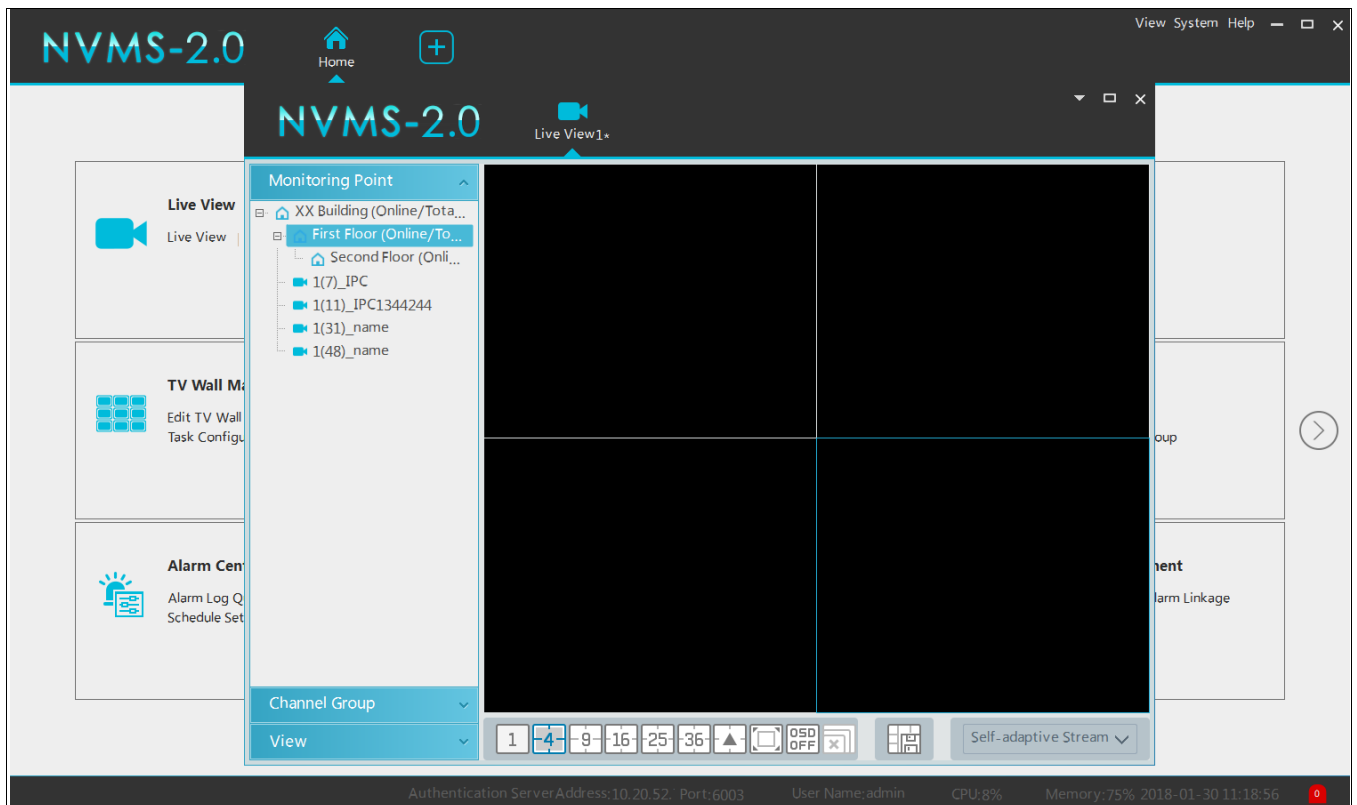 NVMS-2.0
Home
View System Help
NVMS-2.0
Live View1*
Monitoring Point
XX Building (Online/Tota...
First Floor (Online/To...
Second Floor (Onli...
1(7)_IPC
1(11)_IPC1344244
1(31)_name
1(48)_name
Channel Group
View
1 4 9 16 25 36 OSD OFF
Self-adaptive Stream
Live View
Live View
TV Wall Ma
Edit TV Wall
Task Configu
oup
Alarm Cen
Alarm Log Q
Schedule Set
nent
larm Linkage
Authentication ServerAddress:10.20.52. Port:6003 User Name:admin CPU:8% Memory:75% 2018-01-30 11:18:56 0